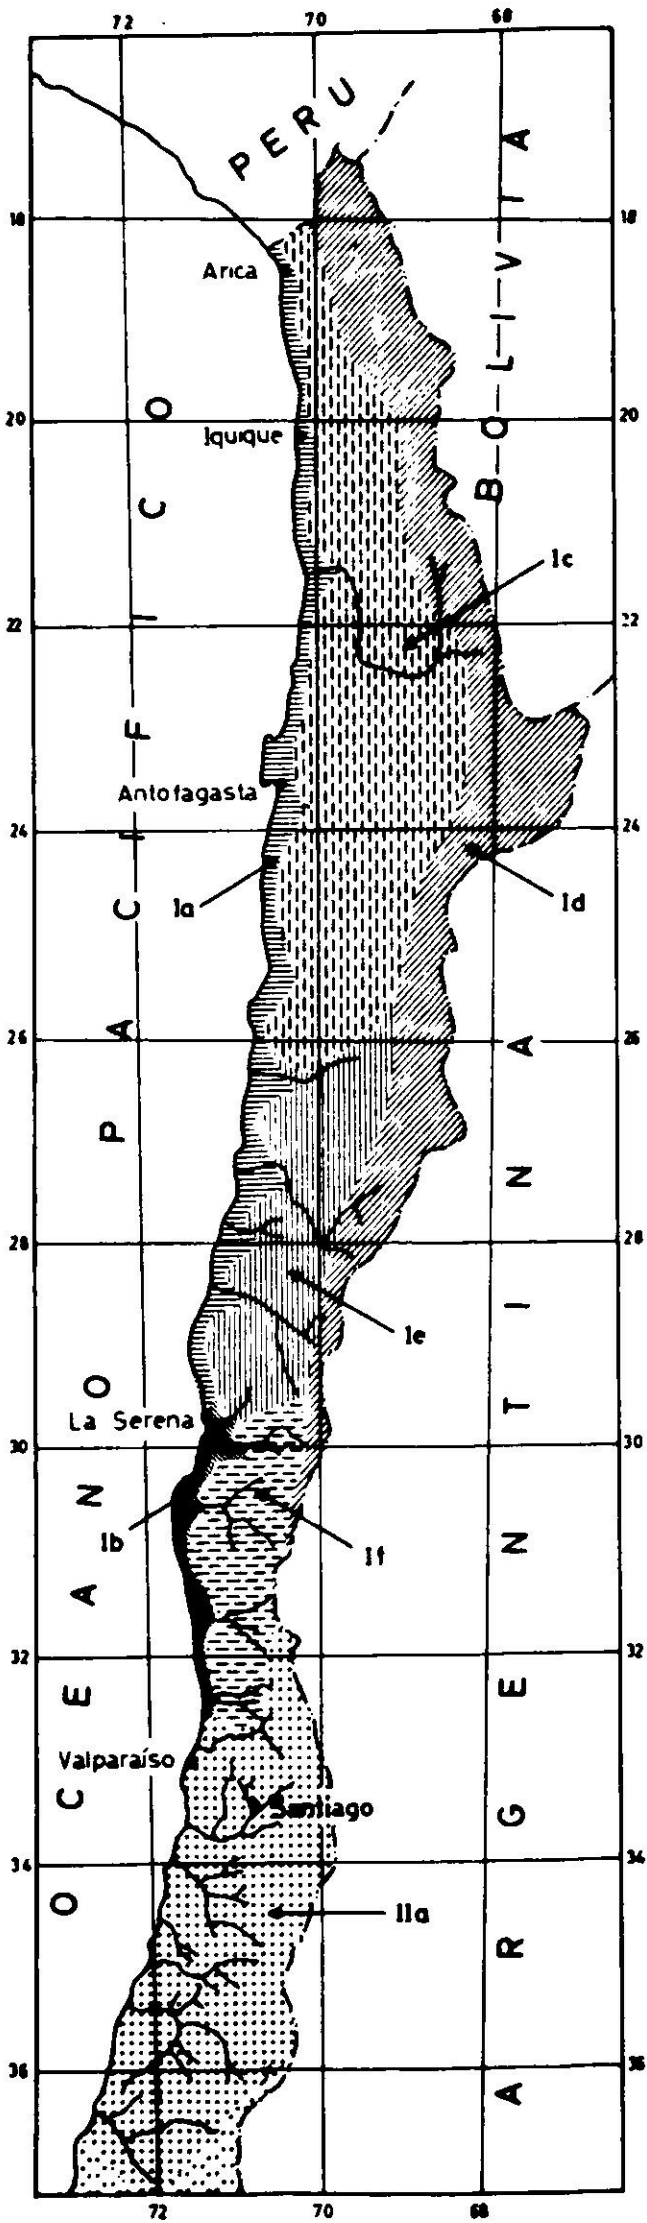 72 70 68
PERU
BOLIVIA
18 18
Arica
20 20
Iquique
Ic
22 22
Antofagasta
24 24
Ia
Id
OCEANO PACIFICO
26 26
ARGENTINA
28 28
Ie
La Serena
30 30
Ib
If
32 32
Valparaíso
Santiago
34 34
IIa
36 36
72 70 68